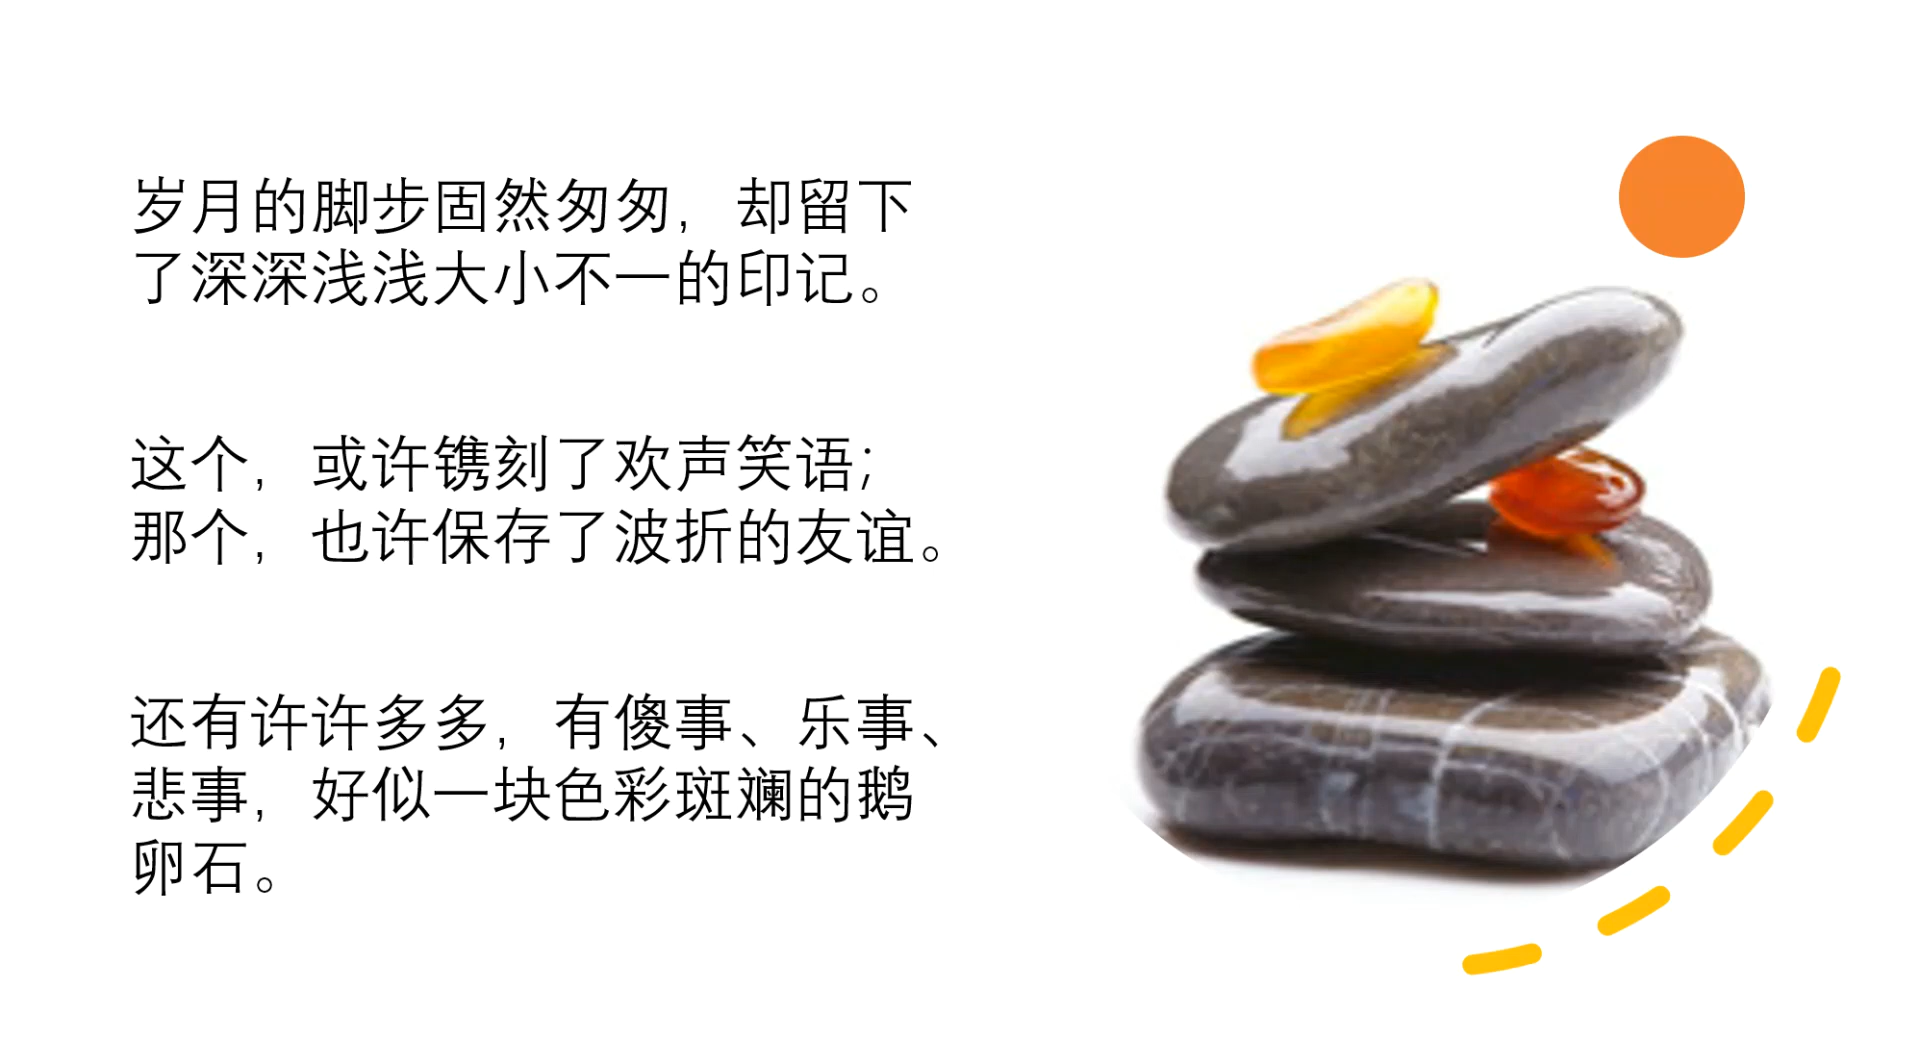 岁月的脚步固然匆匆，却留下
了深深浅浅大小不一的印记。
这个，或许镌刻了欢声笑语；
那个，也许保存了波折的友谊。
还有许许多多，有傻事、乐事、
悲事，好似一块色彩斑斓的鹅
卵石。